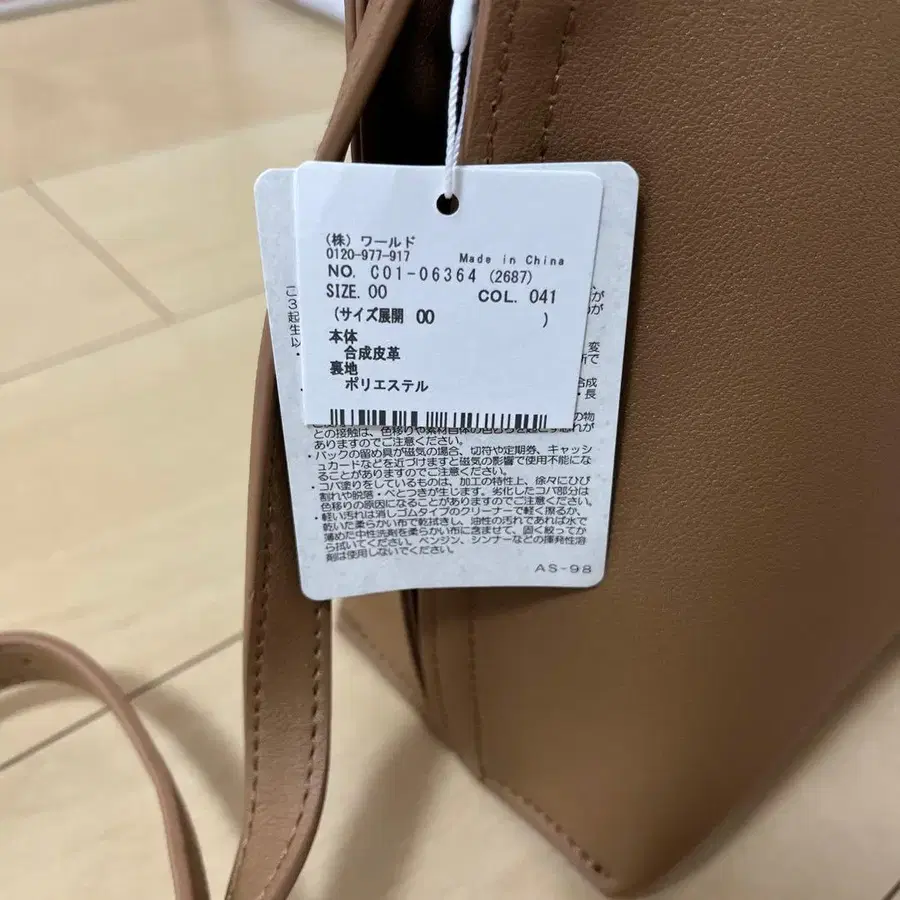 (株)ワールド
0120-977-917 Made in China
NO. C01-06364 (2687)
SIZE. 00 COL. 041
(サイズ展開 00 )
本体
合成皮革
裏地
ポリエステル
との接触は、色移りや素材自体の
ありますのでご注意ください。
・バックの留め具が磁気の場合、切符や定期券、キャッシ
ュカードなどを近づけますと磁気の影響で使用不能にな
ることがありますのでご注意ください。
・コバ塗りをしているものは、加工の特性上、徐々にひび
割れや脱落・べとつきが生じます。劣化したコバ部分は
色移りの原因になることがありますのでご注意ください。
・軽い汚れは消しゴムタイプのクリーナーで軽く擦るか、
乾いた柔らかい布で乾拭きし、油性の汚れであれば水で
薄めた中性洗剤を柔らかい布に含ませて、固く絞ってか
ら拭いてください。ベンジン、シンナーなどの揮発性溶
剤は使用しないでください。
AS-98